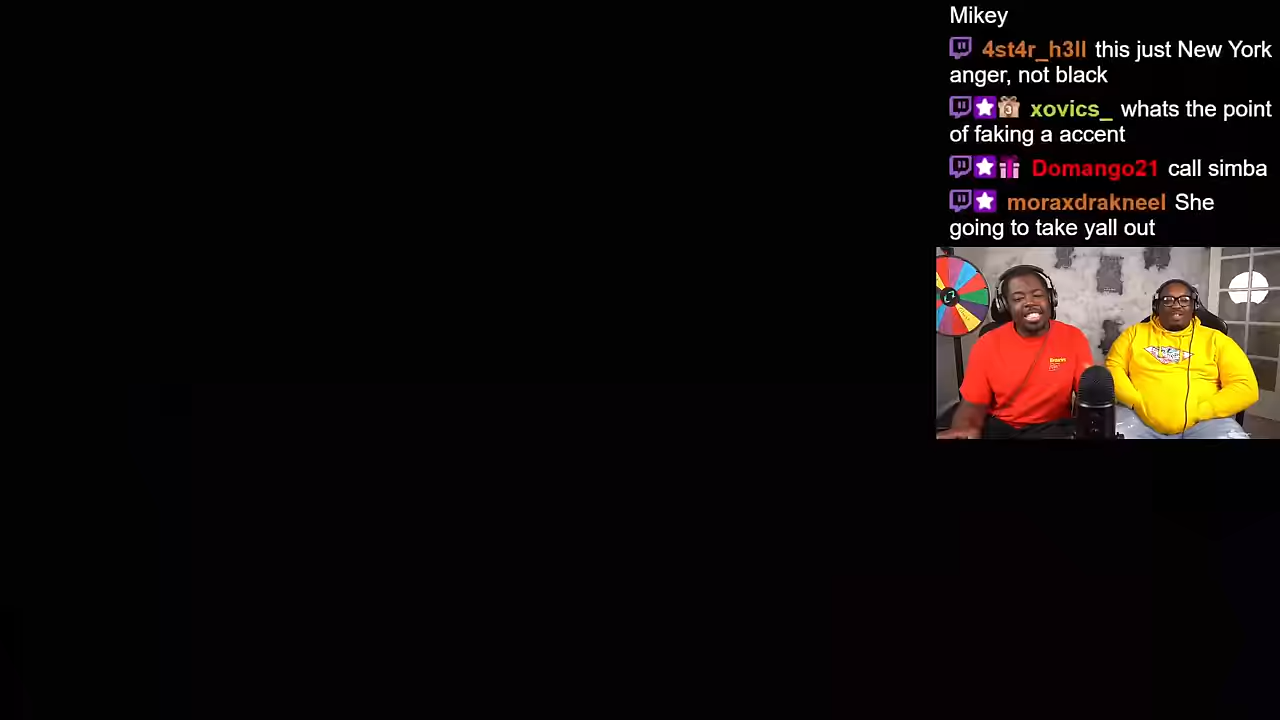 Mikey
4st4r_h3ll this just New York
anger, not black
3 xovics_ whats the point
of faking a accent
Domango21 call simba
moraxdrakneel She
going to take yall out